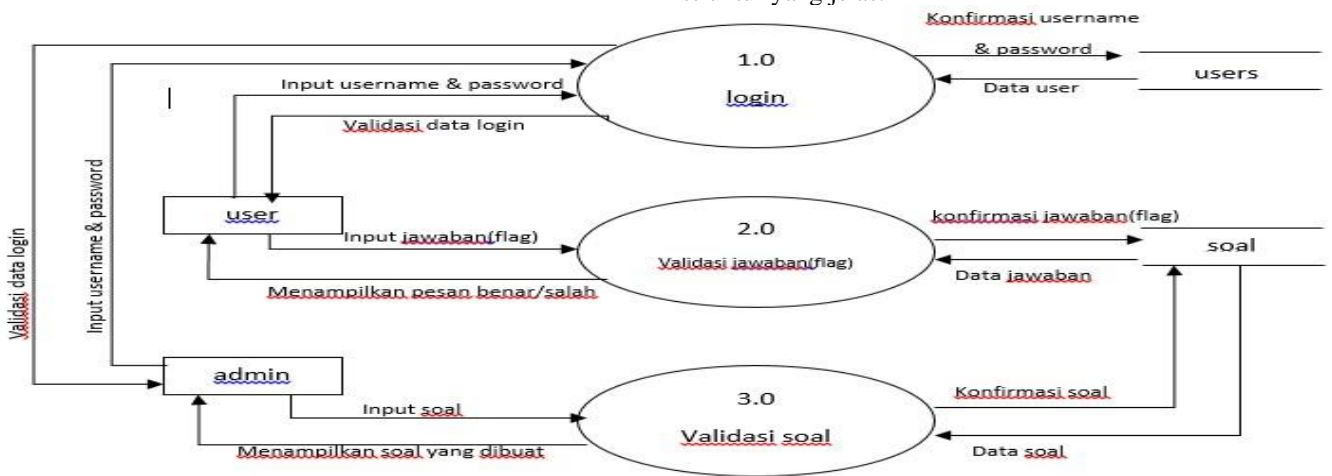 Konfirmasi username
& password
1.0
login
users
Input username & password
Data user
Validasi data login
user
2.0
Validasi jawaban(flag)
Input jawaban(flag)
konfirmasi jawaban(flag)
soal
Data jawaban
Menampilkan pesan benar/salah
Validasi data login
Input username & password
admin
3.0
Validasi soal
Input soal
Konfirmasi soal
Menampilkan soal yang dibuat
Data soal